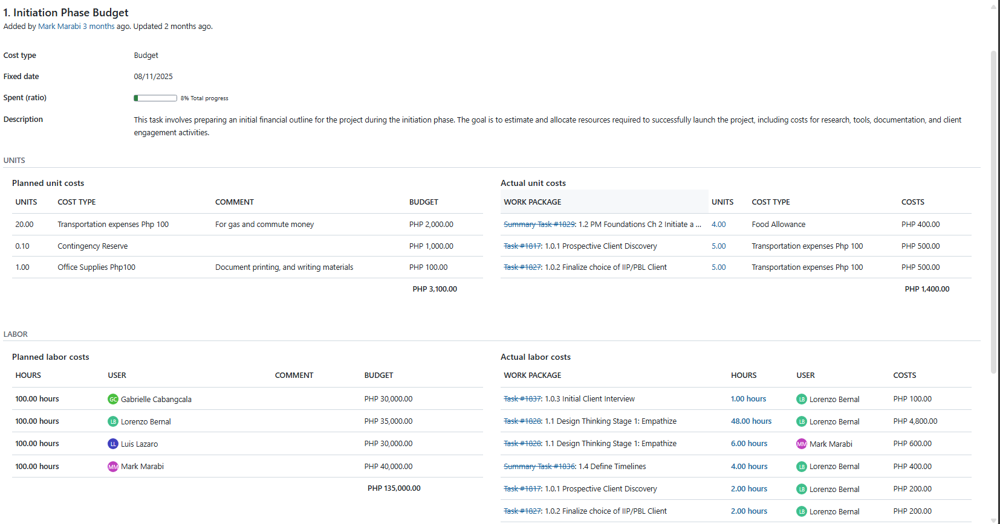 1. Initiation Phase Budget
Added by Mark Marabi 3 months ago. Updated 2 months ago.
Cost type Budget
Fixed date 08/11/2025
Spent (ratio) 8% Total progress
Description This task involves preparing an initial financial outline for the project during the initiation phase. The goal is to estimate and allocate resources required to successfully launch the project, including costs for research, tools, documentation, and client
engagement activities.
UNITS
Planned unit costs
UNITS COST TYPE COMMENT BUDGET
20.00 Transportation expenses Php 100 For gas and commute money PHP 2,000.00
0.10 Contingency Reserve PHP 1,000.00
1.00 Office Supplies Php100 Document printing, and writing materials PHP 100.00
PHP 3,100.00
Actual unit costs
WORK PACKAGE UNITS COST TYPE COSTS
Summary Task #1829: 1.2 PM Foundations Ch 2 Initiate a ... 4.00 Food Allowance PHP 400.00
Task #1817: 1.0.1 Prospective Client Discovery 5.00 Transportation expenses Php 100 PHP 500.00
Task #1827: 1.0.2 Finalize choice of IIP/PBL Client 5.00 Transportation expenses Php 100 PHP 500.00
PHP 1,400.00
LABOR
Planned labor costs
HOURS USER COMMENT BUDGET
100.00 hours GC Gabrielle Cabangcala PHP 30,000.00
100.00 hours LB Lorenzo Bernal PHP 35,000.00
100.00 hours LL Luis Lazaro PHP 30,000.00
100.00 hours MM Mark Marabi PHP 40,000.00
PHP 135,000.00
Actual labor costs
WORK PACKAGE HOURS USER COSTS
Task #1837: 1.0.3 Initial Client Interview 1.00 hours LB Lorenzo Bernal PHP 100.00
Task #1828: 1.1 Design Thinking Stage 1: Empathize 48.00 hours LB Lorenzo Bernal PHP 4,800.00
Task #1828: 1.1 Design Thinking Stage 1: Empathize 6.00 hours MM Mark Marabi PHP 600.00
Summary Task #1836: 1.4 Define Timelines 4.00 hours LB Lorenzo Bernal PHP 400.00
Task #1817: 1.0.1 Prospective Client Discovery 2.00 hours LB Lorenzo Bernal PHP 200.00
Task #1827: 1.0.2 Finalize choice of IIP/PBL Client 2.00 hours LB Lorenzo Bernal PHP 200.00